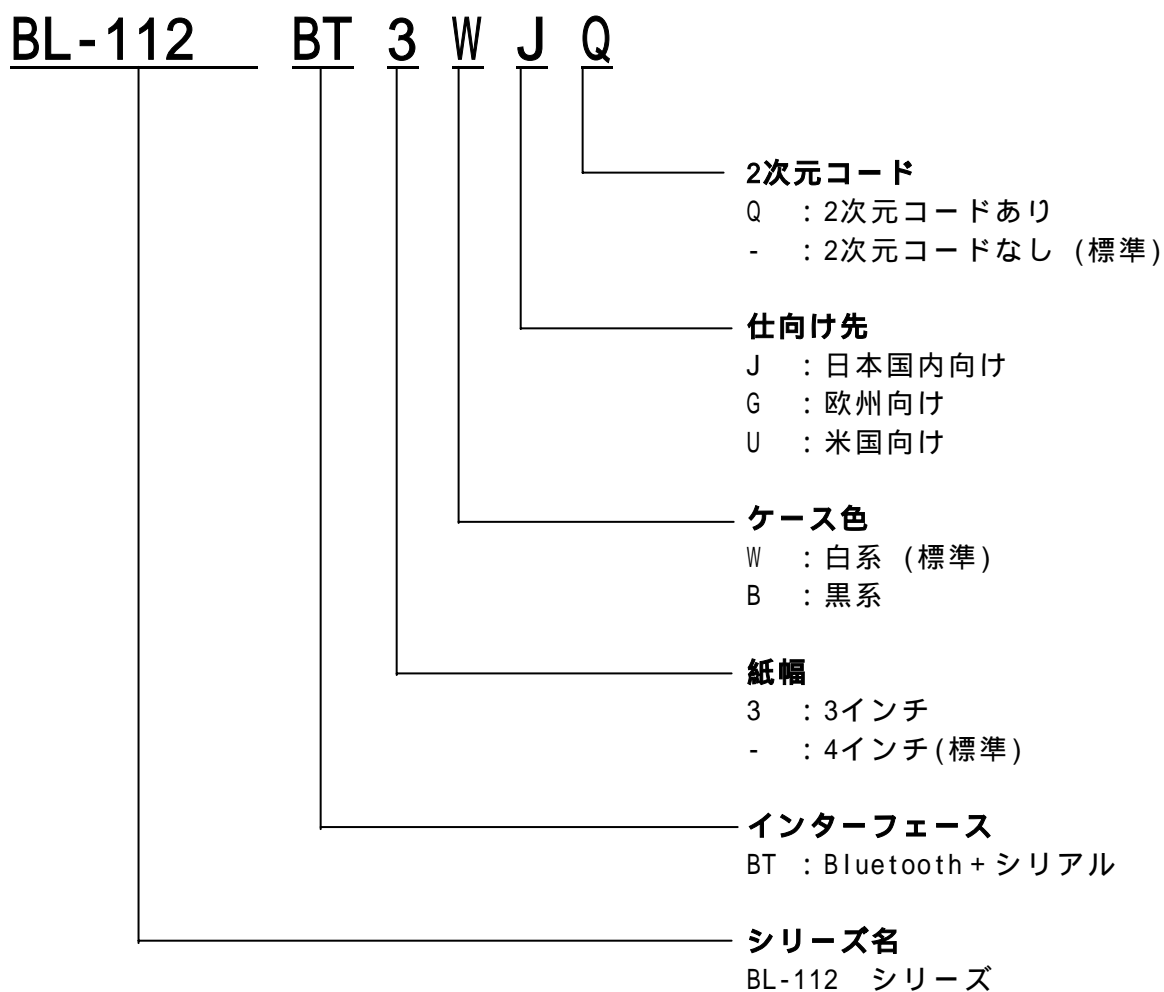 BL-112 BT 3 W J Q
2次元コード
Q : 2次元コードあり
- : 2次元コードなし (標準)
仕向け先
J : 日本国内向け
G : 欧州向け
U : 米国向け
ケース色
W : 白系 (標準)
B : 黒系
紙幅
3 : 3インチ
- : 4インチ(標準)
インターフェース
BT : Bluetooth+シリアル
シリーズ名
BL-112 シリーズ